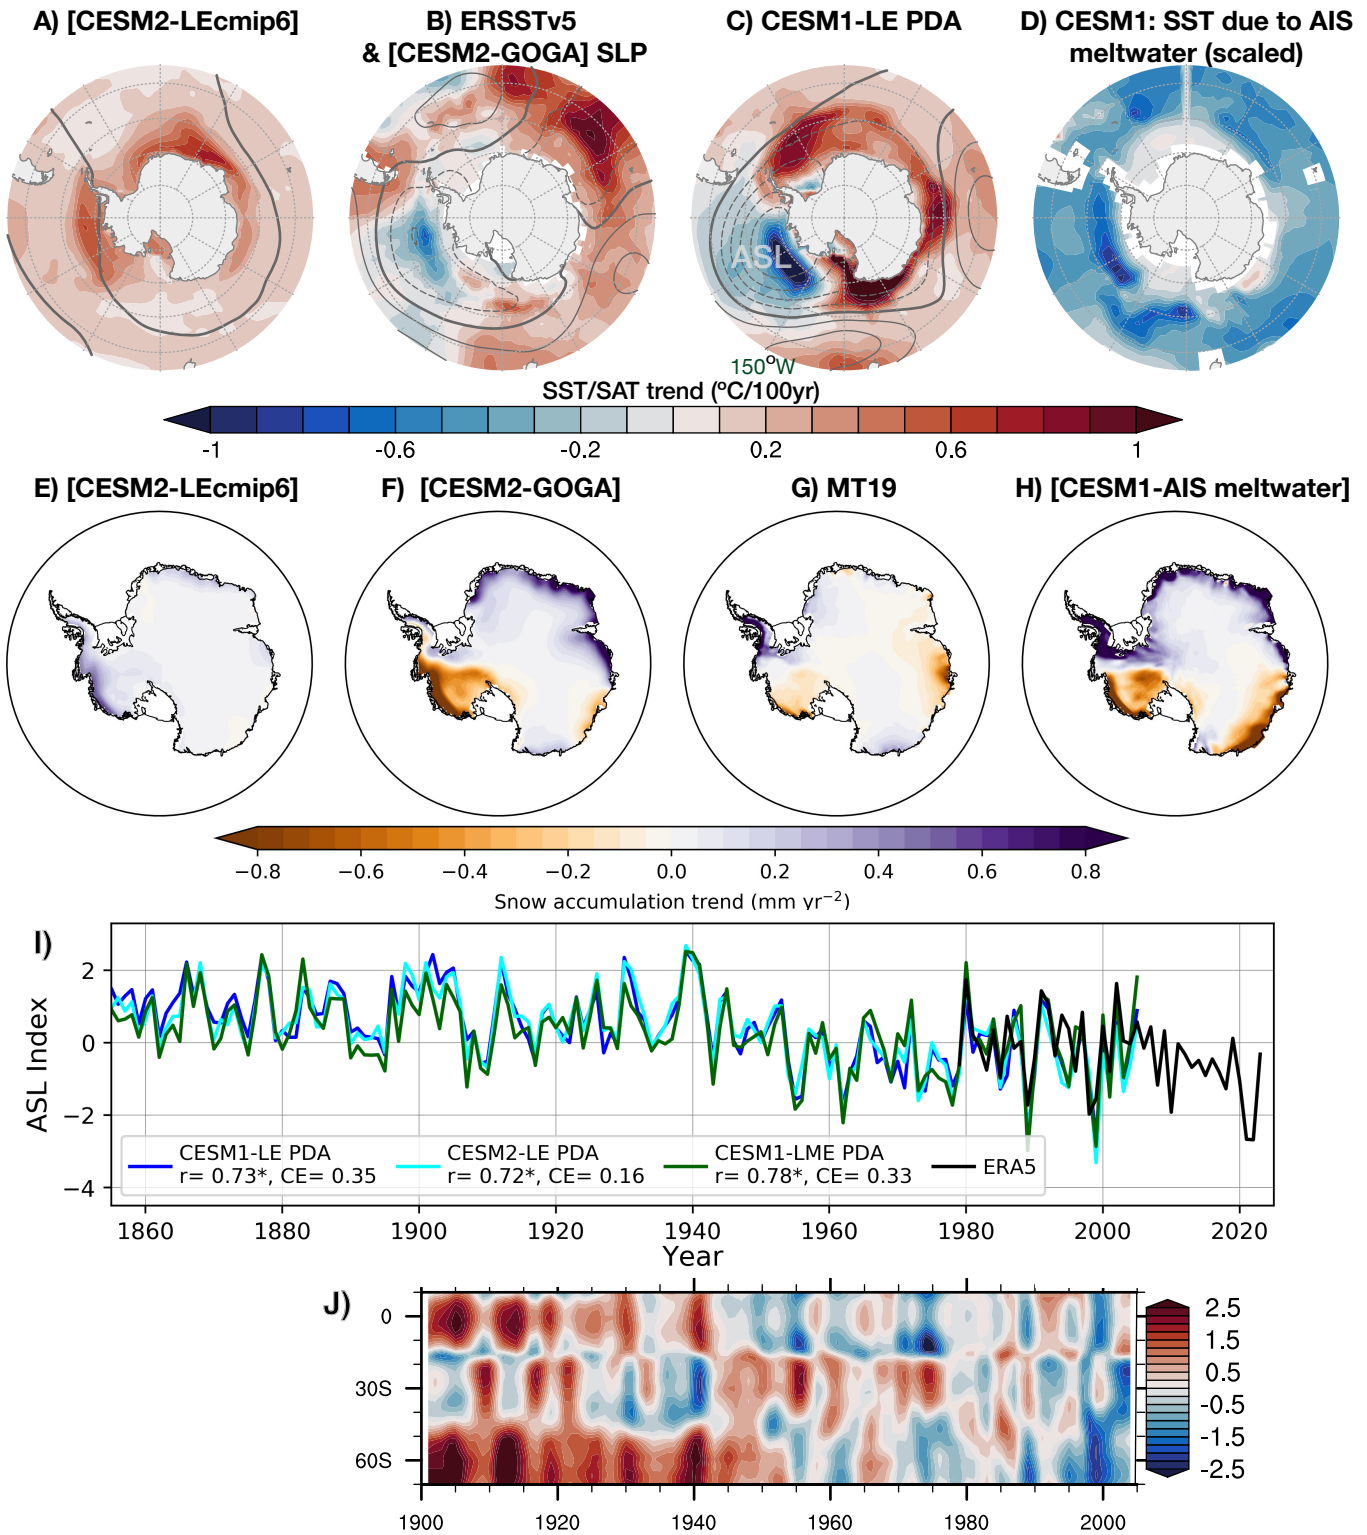 A) [CESM2-LEcmip6]
B) ERSSTv5
& [CESM2-GOGA] SLP
C) CESM1-LE PDA
D) CESM1: SST due to AIS
meltwater (scaled)
ASL
150°W
SST/SAT trend (ºC/100yr)
-1 -0.6 -0.2 0.2 0.6 1
E) [CESM2-LEcmip6]
F) [CESM2-GOGA]
G) MT19
H) [CESM1-AIS meltwater]
−0.8 −0.6 −0.4 −0.2 0.0 0.2 0.4 0.6 0.8
Snow accumulation trend (mm yr⁻²)
I)
ASL Index
2
0
−2
−4
CESM1-LE PDA
r= 0.73*, CE= 0.35
CESM2-LE PDA
r= 0.72*, CE= 0.16
CESM1-LME PDA
r= 0.78*, CE= 0.33
ERA5
1860 1880 1900 1920 1940 1960 1980 2000 2020
Year
J)
0
30S
60S
1900 1920 1940 1960 1980 2000
2.5
1.5
0.5
-0.5
-1.5
-2.5